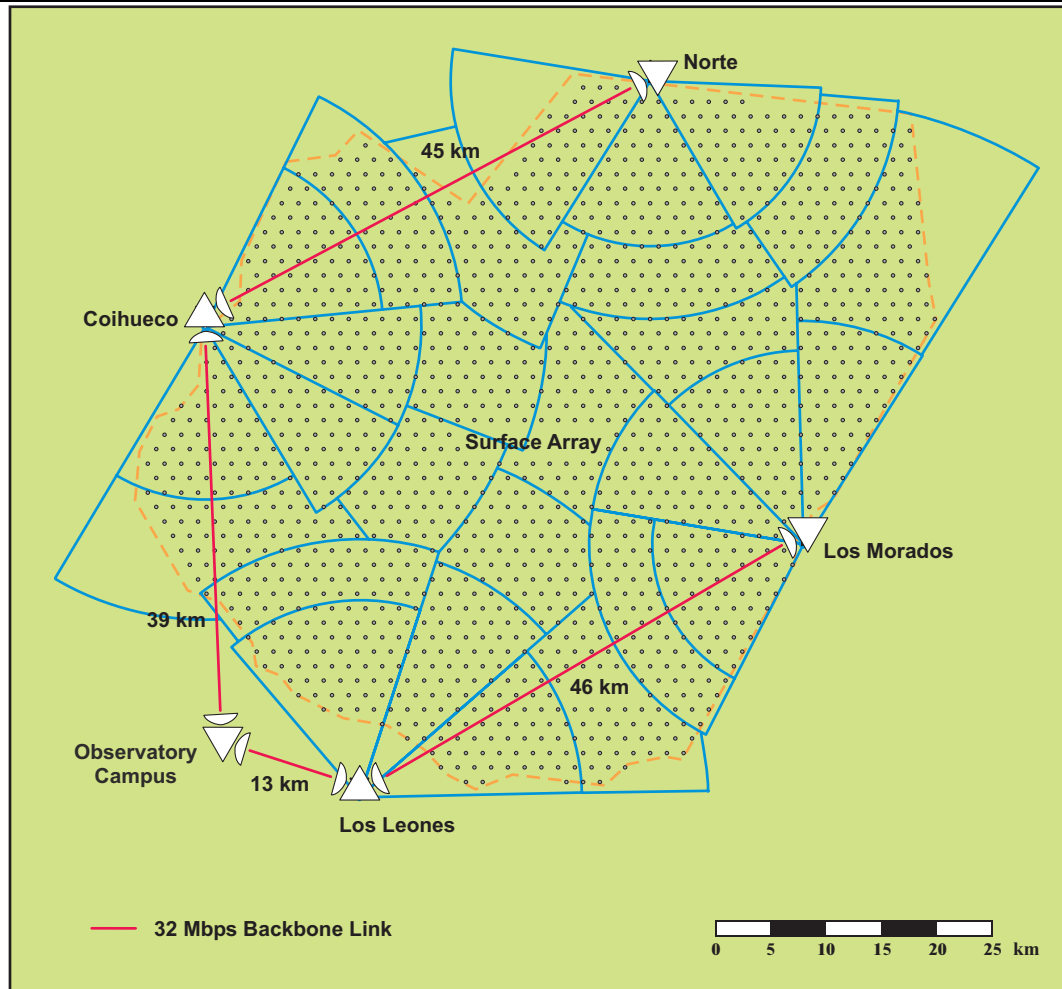 Norte
45 km
Coihueco
Surface Array
Los Morados
39 km
46 km
Observatory
Campus
13 km
Los Leones
32 Mbps Backbone Link
0 5 10 15 20 25 km